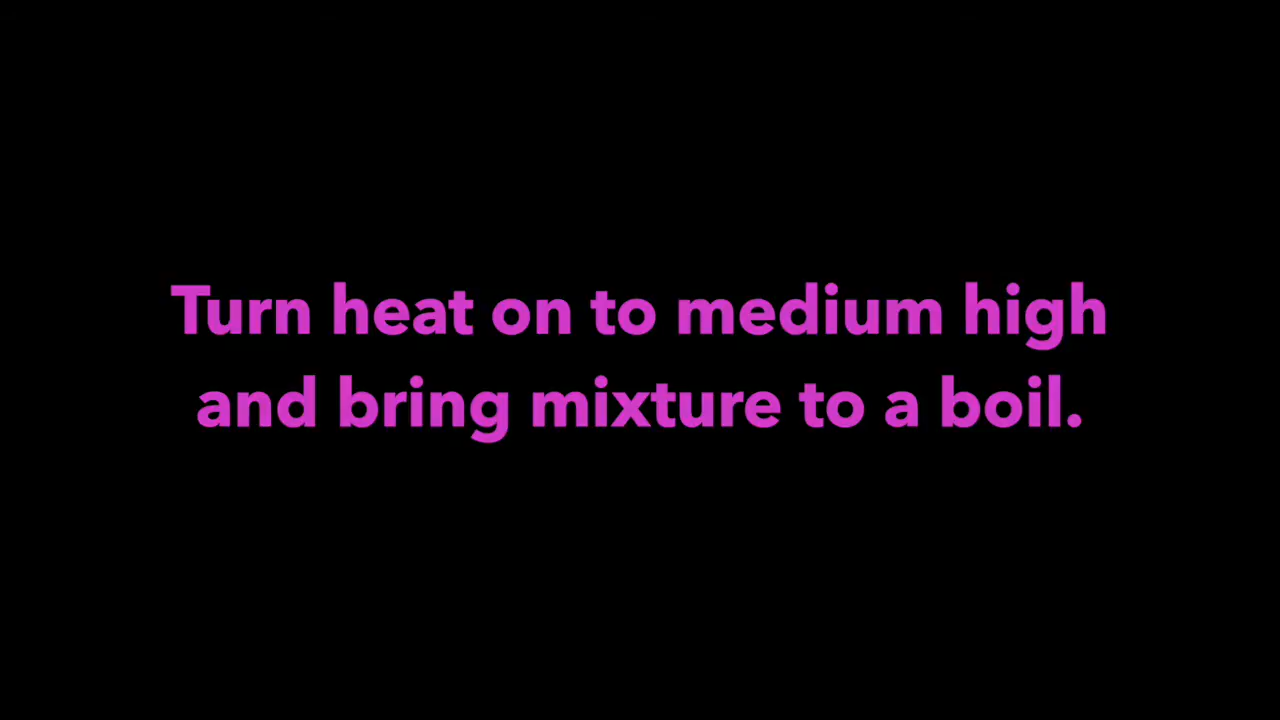 Turn heat on to medium high
and bring mixture to a boil.